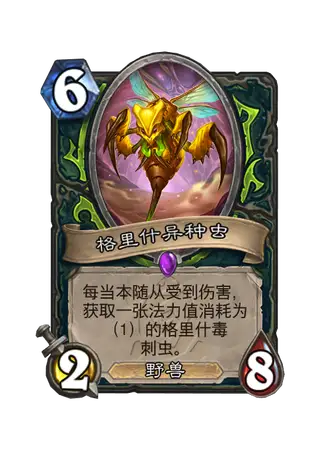 6
格里什异种虫
每当本随从受到伤害，
获取一张法力值消耗为
（1）的格里什毒
刺虫。
2
野兽
8